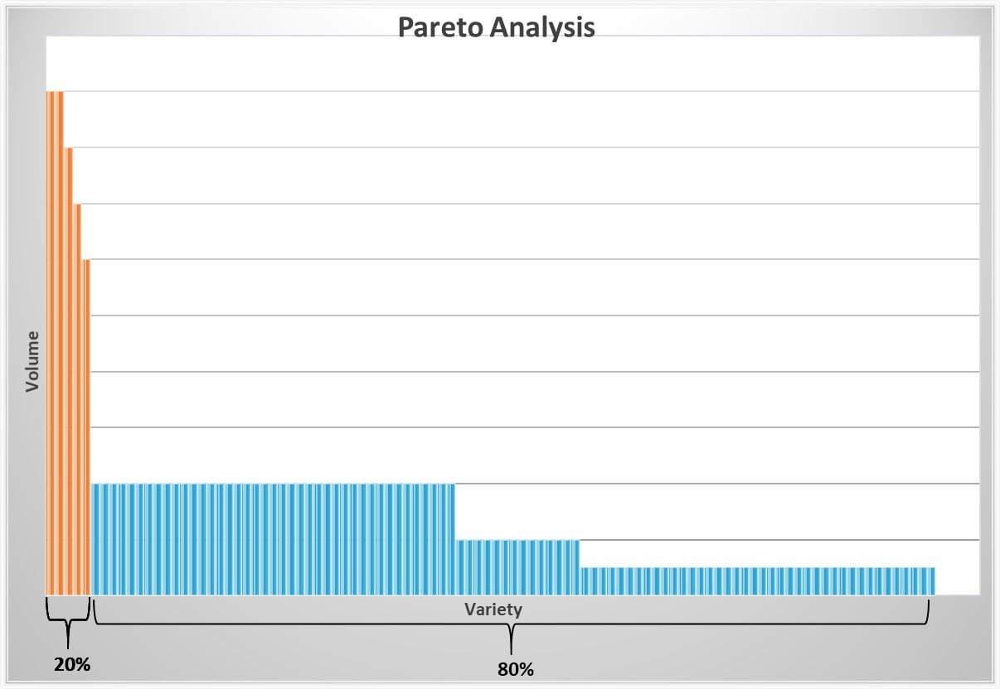 Pareto Analysis
Volume
Variety
20%
80%